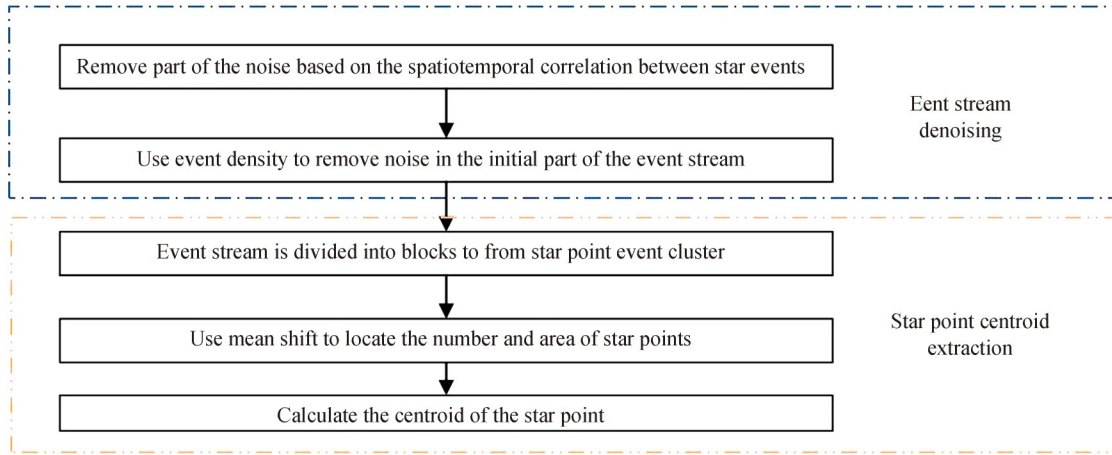 Remove part of the noise based on the spatiotemporal correlation between star events
Eent stream
denoising
Use event density to remove noise in the initial part of the event stream
Event stream is divided into blocks to from star point event cluster
Use mean shift to locate the number and area of star points
Star point centroid
extraction
Calculate the centroid of the star point